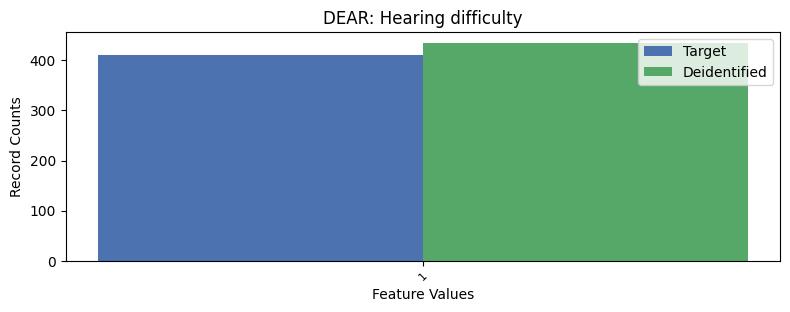 DEAR: Hearing difficulty
Target
Deidentified
Record Counts
400
300
200
100
0
1
Feature Values